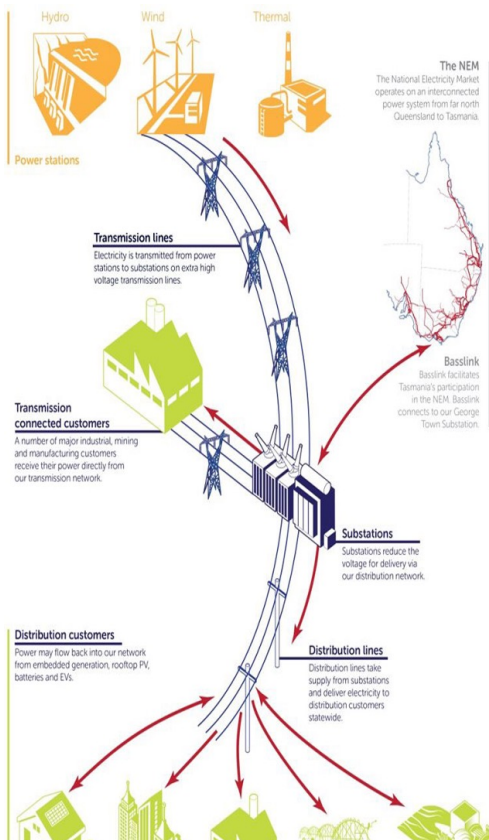 Hydro
Wind
Thermal
Power stations
The NEM
The National Electricity Market
operates on an interconnected
power system from far north
Queensland to Tasmania.
Transmission lines
Electricity is transmitted from power
stations to substations on extra high
voltage transmission lines.
Basslink
Basslink facilitates
Tasmania's participation
in the NEM. Basslink
connects to our George
Town Substation.
Transmission
connected customers
A number of major industrial, mining
and manufacturing customers
receive their power directly from
our transmission network.
Substations
Substations reduce the
voltage for delivery via
our distribution network.
Distribution customers
Power may flow back into our network
from embedded generation, rooftop PV,
batteries and EVs.
Distribution lines
Distribution lines take
supply from substations
and deliver electricity to
distribution customers
statewide.